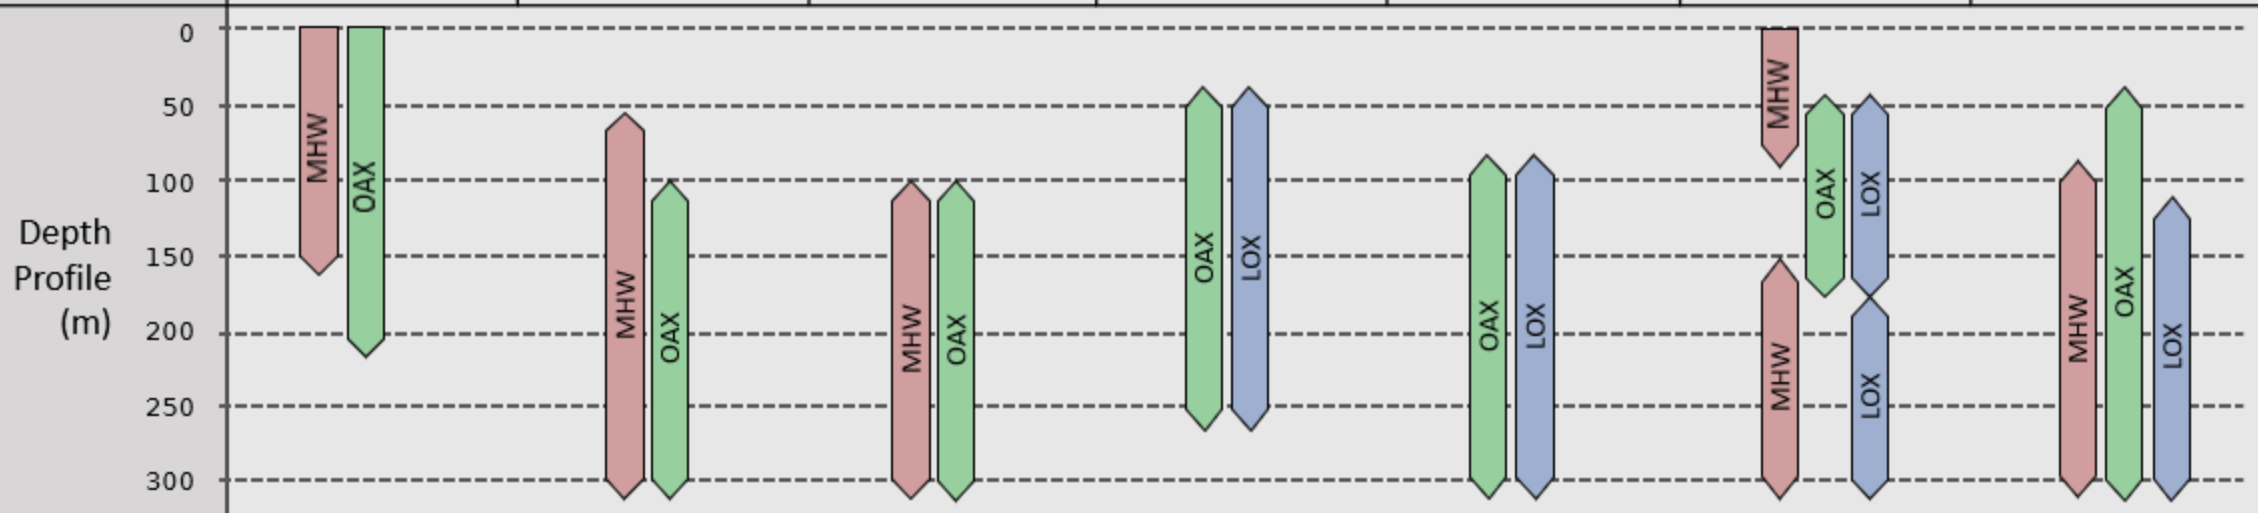 0
50
100
150
200
250
300
Depth
Profile
(m)
MHW
OAX
MHW
OAX
MHW
OAX
OAX
LOX
OAX
LOX
MHW
OAX
LOX
MHW
LOX
MHW
OAX
LOX